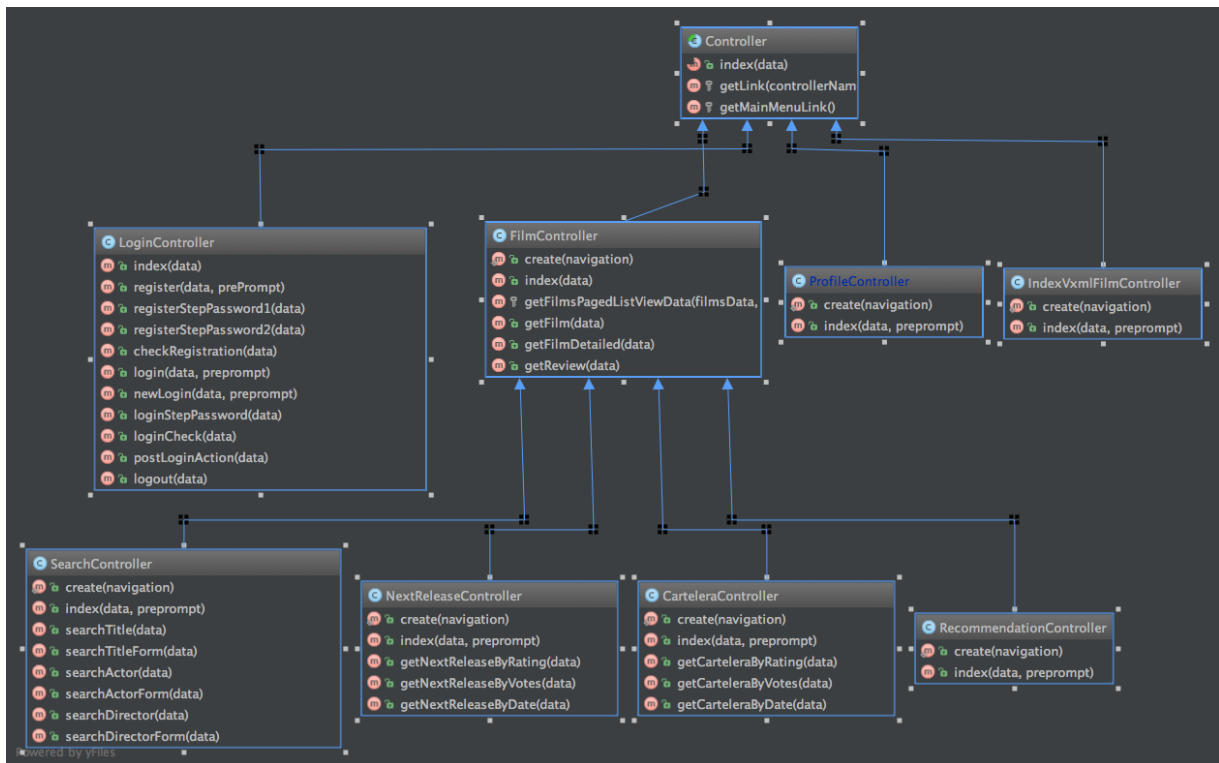 Controller
index(data)
getLink(controllerNam
getMainMenuLink()
LoginController
index(data)
register(data, prePrompt)
registerStepPassword1(data)
registerStepPassword2(data)
checkRegistration(data)
login(data, preprompt)
newLogin(data, preprompt)
loginStepPassword(data)
loginCheck(data)
postLoginAction(data)
logout(data)
FilmController
create(navigation)
index(data)
getFilmsPagedListViewData(filmsData,
getFilm(data)
getFilmDetailed(data)
getReview(data)
ProfileController
create(navigation)
index(data, preprompt)
IndexVxmlFilmController
create(navigation)
index(data, preprompt)
SearchController
create(navigation)
index(data, preprompt)
searchTitle(data)
searchTitleForm(data)
searchActor(data)
searchActorForm(data)
searchDirector(data)
searchDirectorForm(data)
NextReleaseController
create(navigation)
index(data, preprompt)
getNextReleaseByRating(data)
getNextReleaseByVotes(data)
getNextReleaseByDate(data)
CarteleraController
create(navigation)
index(data, preprompt)
getCarteleraByRating(data)
getCarteleraByVotes(data)
getCarteleraByDate(data)
RecommendationController
create(navigation)
index(data, preprompt)
Powered by yFiles